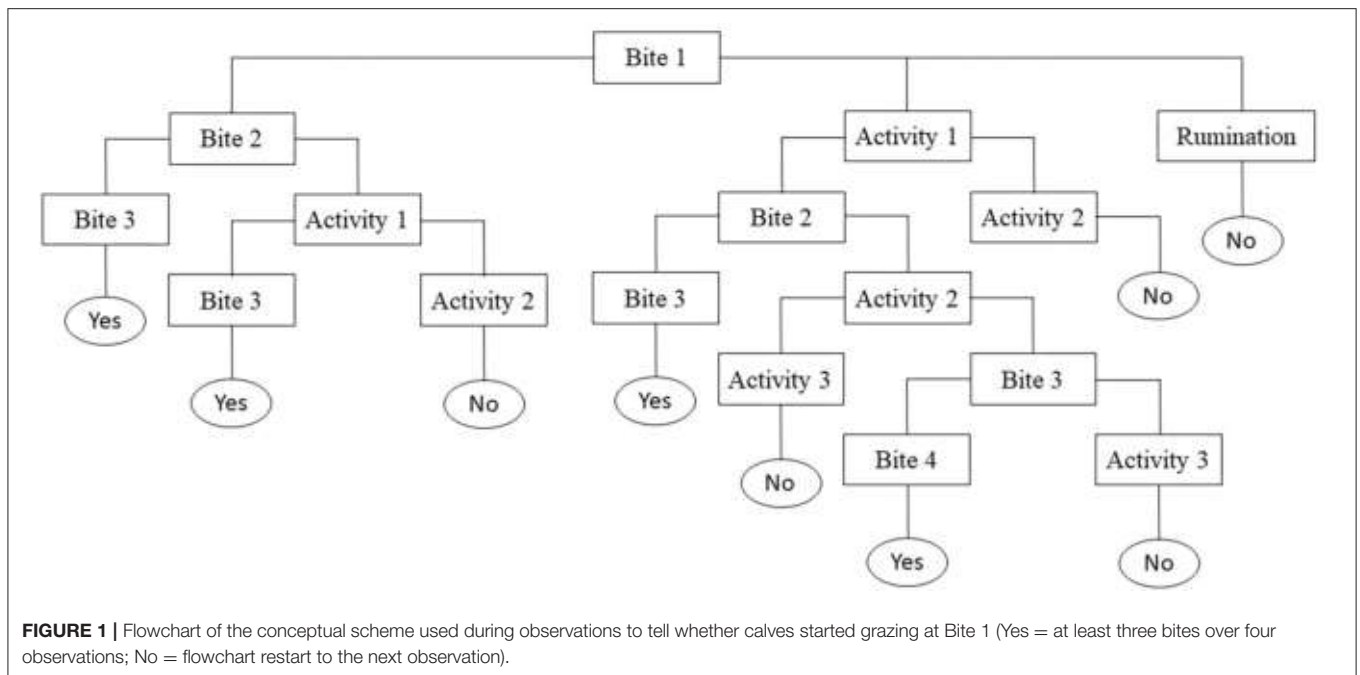 Bite 1
Bite 2
Activity 1
Rumination
Bite 3
Activity 1
Bite 2
Activity 2
No
Yes
Bite 3
Activity 2
Bite 3
Activity 2
No
Yes
No
Yes
Activity 3
Bite 3
No
Bite 4
Activity 3
Yes
No
FIGURE 1 | Flowchart of the conceptual scheme used during observations to tell whether calves started grazing at Bite 1 (Yes = at least three bites over four
observations; No = flowchart restart to the next observation).